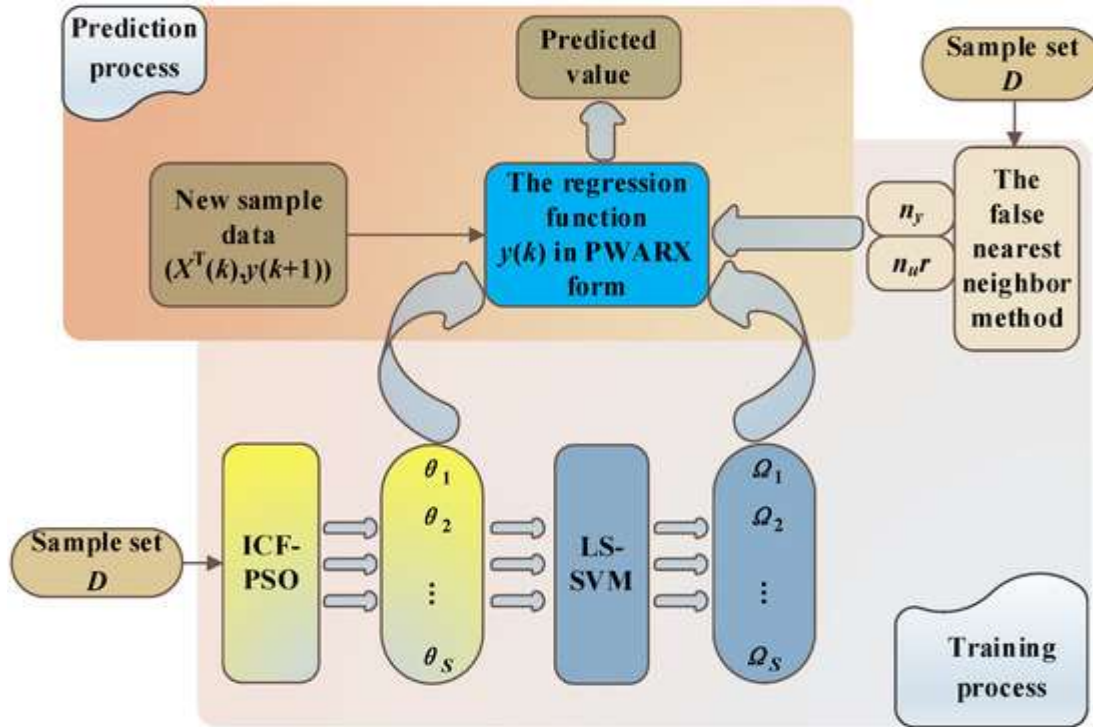 Prediction
process
Predicted
value
Sample set
D
New sample
data
(X^T(k),y(k+1))
The regression
function
y(k) in PWARX
form
n_y
n_u r
The
false
nearest
neighbor
method
Sample set
D
ICF-
PSO
θ_1
θ_2
⋮
θ_S
LS-
SVM
Ω_1
Ω_2
⋮
Ω_S
Training
process